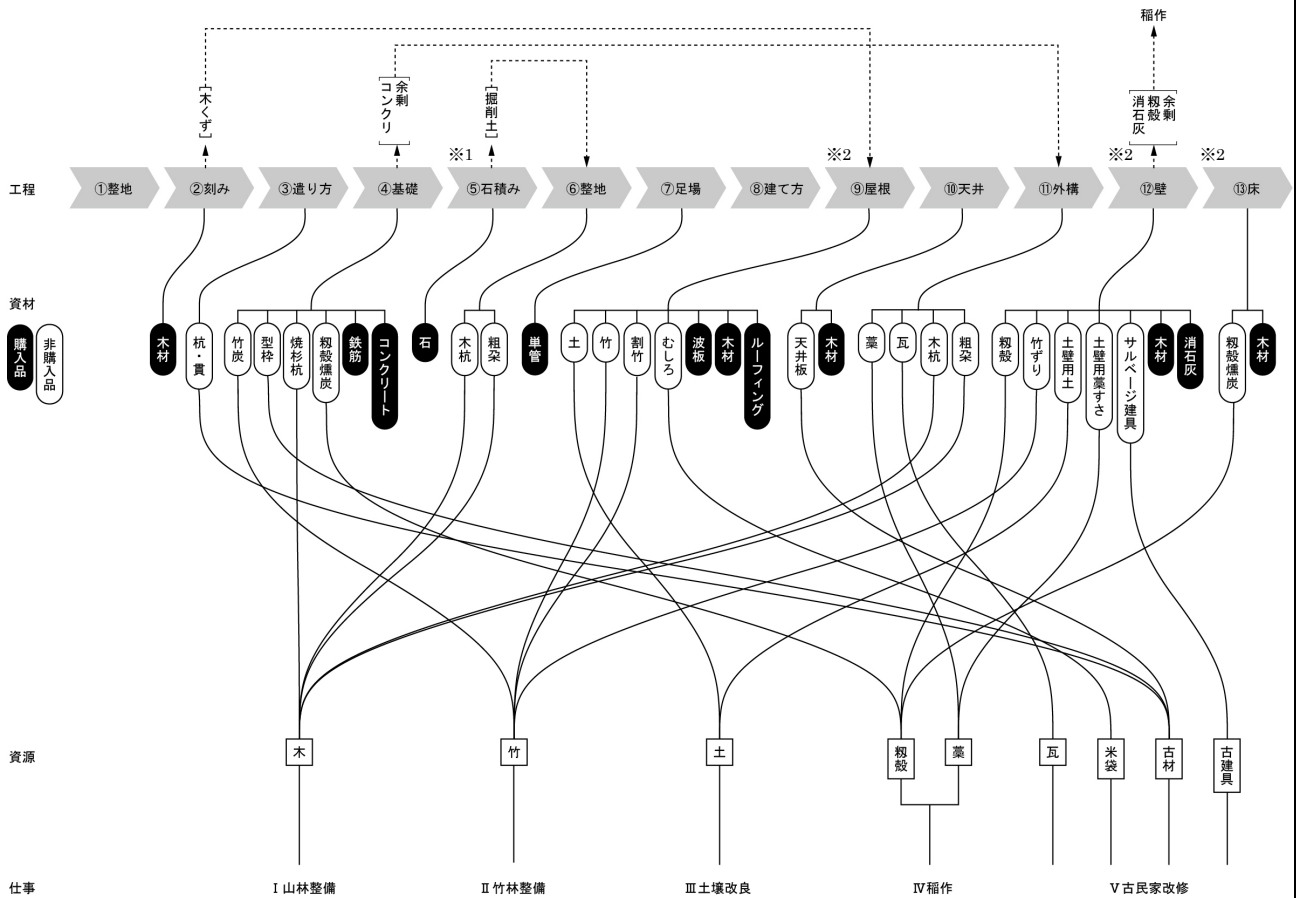 稲作
[木くず]
余剰
コンクリ
[掘削土]
余剰
籾殻
消石灰
※1
※2
※2
※2
工程
①整地
②刻み
③遣り方
④基礎
⑤石積み
⑥整地
⑦足場
⑧建て方
⑨屋根
⑩天井
⑪外構
⑫壁
⑬床
資材
購入品
非購入品
木材
杭・貫
竹炭
型枠
焼杉杭
籾殻燻炭
鉄筋
コンクリート
石
木杭
粗朶
単管
土
竹
割竹
むしろ
波板
木材
ルーフィング
天井板
木材
藁
瓦
木杭
粗朶
籾殻
竹ずり
土壁用土
土壁用藁すさ
サルベージ建具
木材
消石灰
籾殻燻炭
木材
資源
木
竹
土
籾殻
藁
瓦
米袋
古材
古建具
仕事
Ⅰ山林整備
Ⅱ竹林整備
Ⅲ土壌改良
Ⅳ稲作
Ⅴ古民家改修